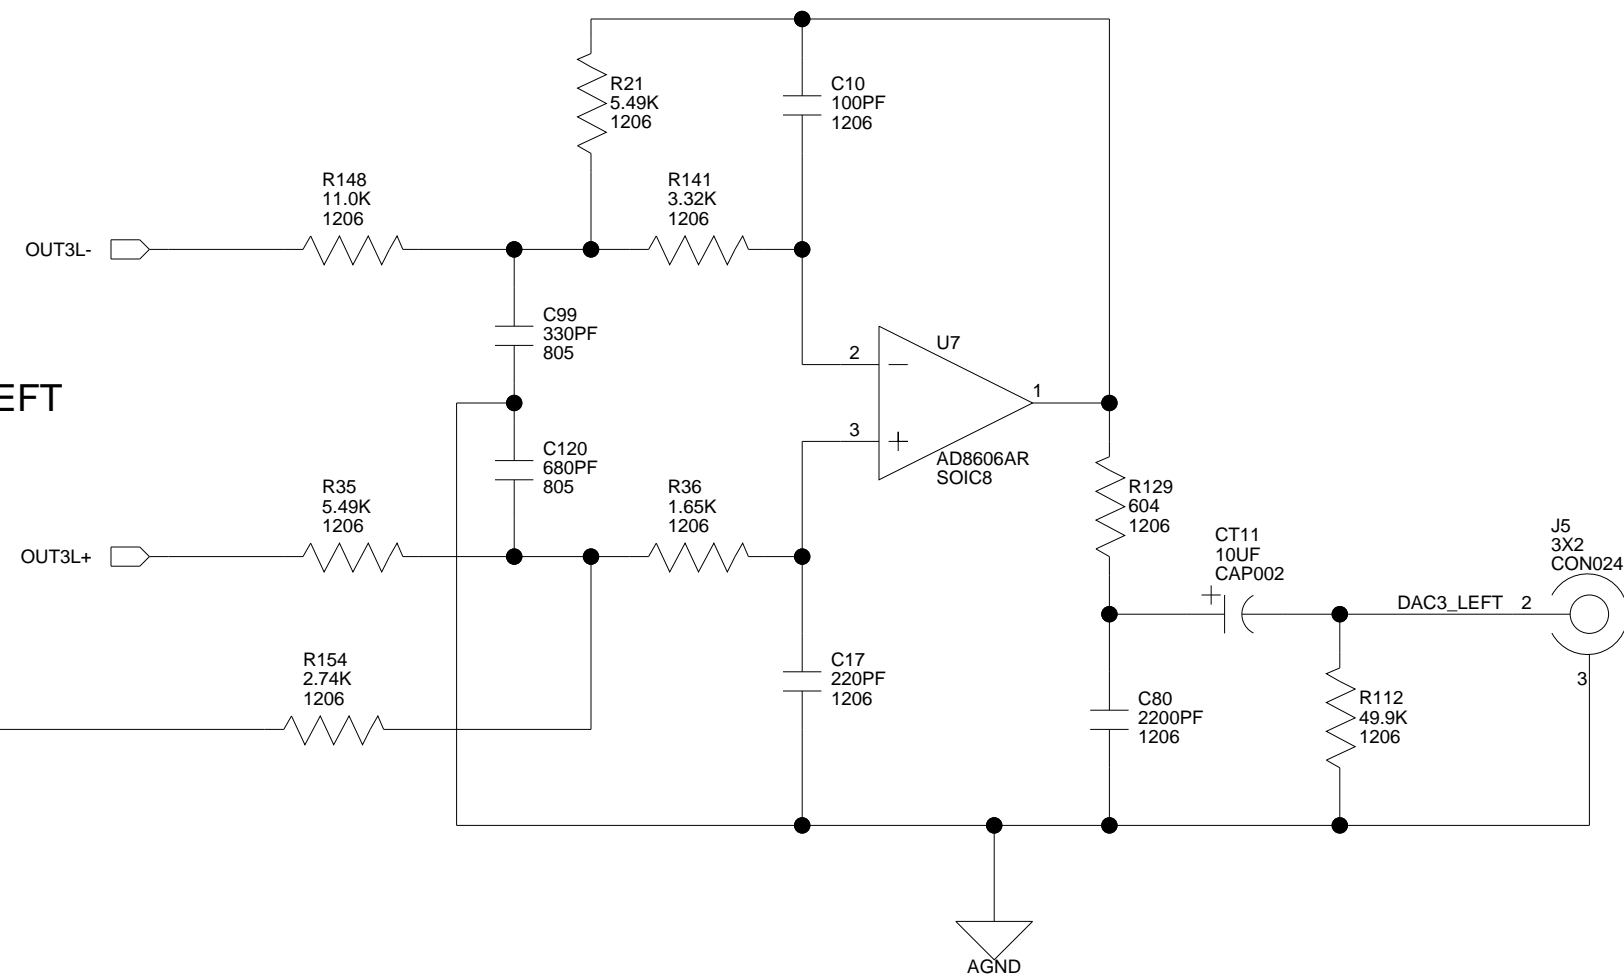 R21
5.49K
1206
C10
100PF
1206
R148
11.0K
1206
R141
3.32K
1206
OUT3L-
C99
330PF
805
U7
2
1
EFT
3
C120
680PF
805
AD8606AR
SOIC8
R35
5.49K
1206
R36
1.65K
1206
R129
604
1206
OUT3L+
CT11
10UF
CAP002
J5
3X2
CON024
DAC3_LEFT 2
R154
2.74K
1206
C17
220PF
1206
3
C80
2200PF
1206
R112
49.9K
1206
AGND